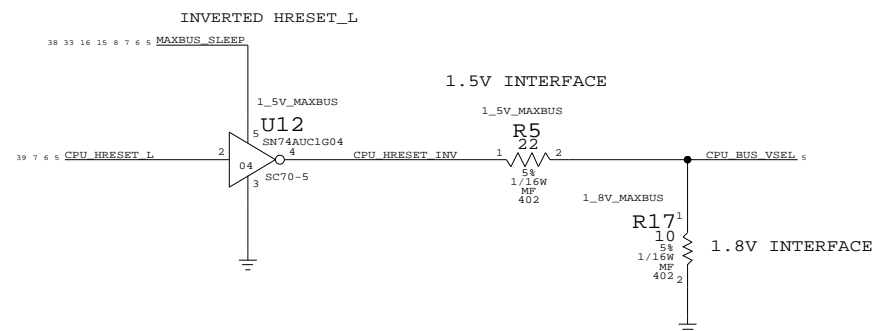 INVERTED HRESET_L
38 33 16 15 8 7 6 5 MAXBUS_SLEEP
1.5V INTERFACE
1_5V_MAXBUS
1_5V_MAXBUS
5
U12
SN74AUC1G04
R5
22
39 7 6 5 CPU_HRESET_L
2
04
4
CPU_HRESET_INV
1
2
CPU_BUS_VSEL 5
3
SC70-5
5%
1/16W
MF
402
1_8V_MAXBUS
R17
1
10
5%
1/16W
MF
402
2
1.8V INTERFACE